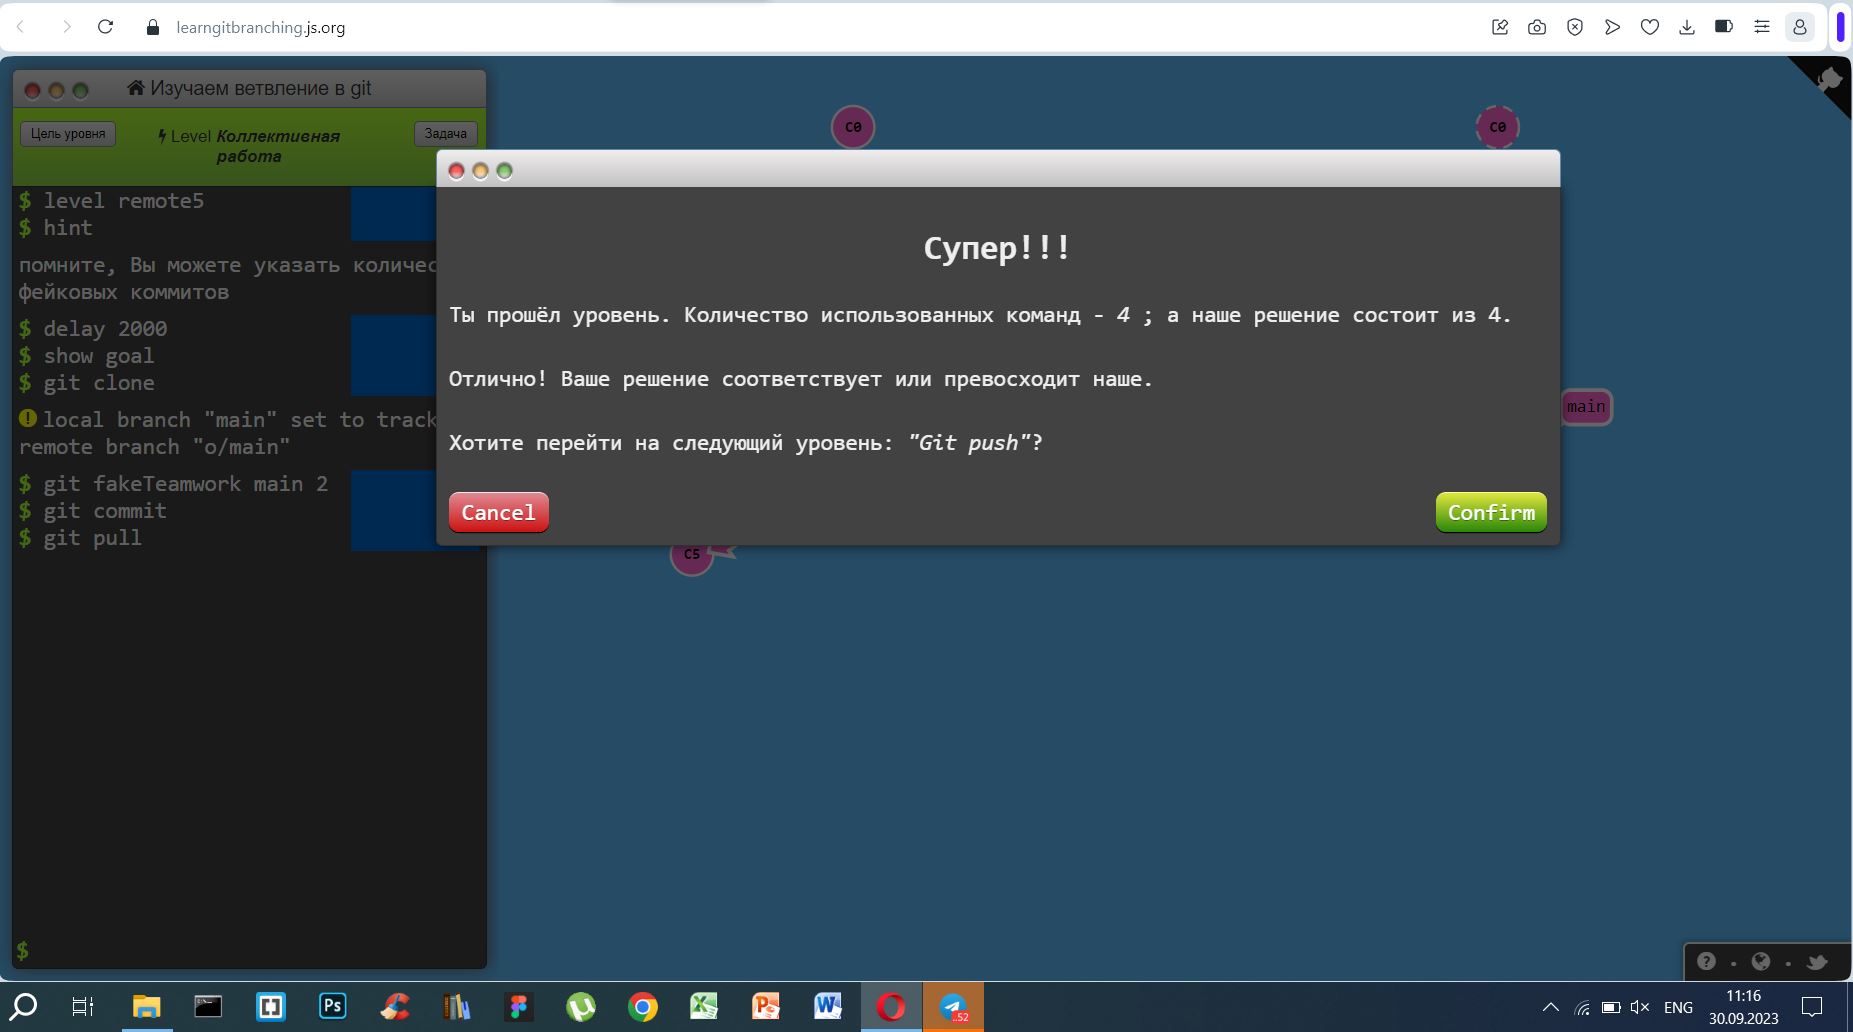 learngitbranching.js.org
Изучаем ветвление в git
Цель уровня
Level Коллективная
работа
Задача
$ level remote5
$ hint
помните, Вы можете указать количес
фейковых коммитов
$ delay 2000
$ show goal
$ git clone
local branch "main" set to track
remote branch "o/main"
$ git fakeTeamwork main 2
$ git commit
$ git pull
$
C0
C0
Супер!!!
Ты прошёл уровень. Количество использованных команд - 4 ; а наше решение состоит из 4.
Отлично! Ваше решение соответствует или превосходит наше.
Хотите перейти на следующий уровень: "Git push"?
Cancel
Confirm
main
C5
Ps
..52
ENG
11:16
30.09.2023